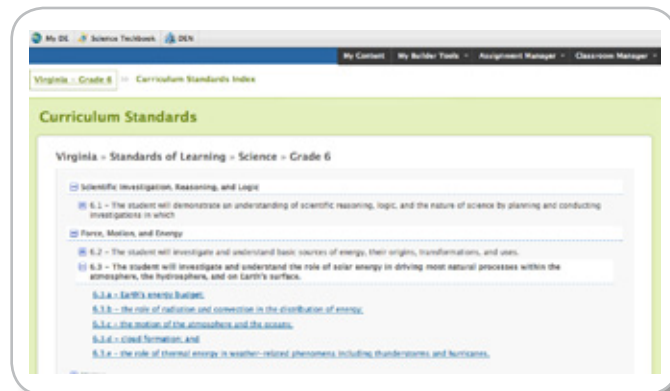 My DE Science Techbook DEN
My Content My Builder Tools Assignment Manager Classroom Manager
Virginia - Grade 6 Curriculum Standards Index
Curriculum Standards
Virginia - Standards of Learning - Science - Grade 6
Scientific Investigation, Reasoning, and Logic
6.1 - The student will demonstrate an understanding of scientific reasoning, logic, and the nature of science by planning and conducting
investigations in which
Force, Motion, and Energy
6.2 - The student will investigate and understand basic sources of energy, their origins, transformations, and uses.
6.3 - The student will investigate and understand the role of solar energy in driving most natural processes within the
atmosphere, the hydrosphere, and on Earth's surface.
6.3.a - Earth's energy budget;
6.3.b - the role of radiation and convection in the distribution of energy;
6.3.c - the motion of the atmosphere and the oceans;
6.3.d - cloud formation; and
6.3.e - the role of thermal energy in weather-related phenomena including thunderstorms and hurricanes.